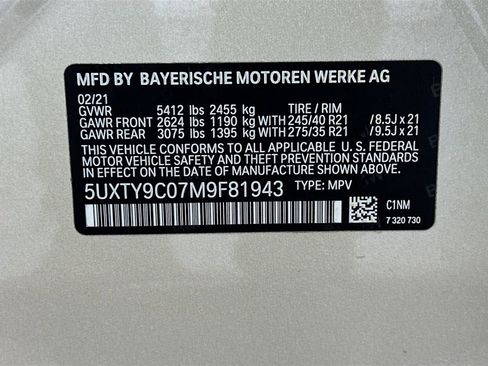 MFD BY BAYERISCHE MOTOREN WERKE AG
02/21
GVWR 5412 lbs 2455 kg TIRE / RIM
GAWR FRONT 2624 lbs 1190 kg WITH 245/40 R21 /8.5J x 21
GAWR REAR 3075 lbs 1395 kg WITH 275/35 R21 /9.5J x 21
THIS VEHICLE CONFORMS TO ALL APPLICABLE U. S. FEDERAL
MOTOR VEHICLE SAFETY, BUMPER, AND THEFT PREVENTION STANDARDS
IN EFFECT ON THE DATE OF MANUFACTURE SHOWN ABOVE.
5UXTY9C07M9F81943 TYPE: MPV
C1NM
7 320 730